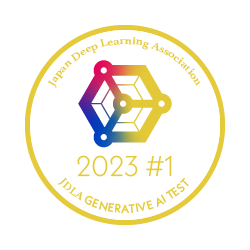 Japan Deep Learning Association
2023 #1
JDLA GENERATIVE AI TEST